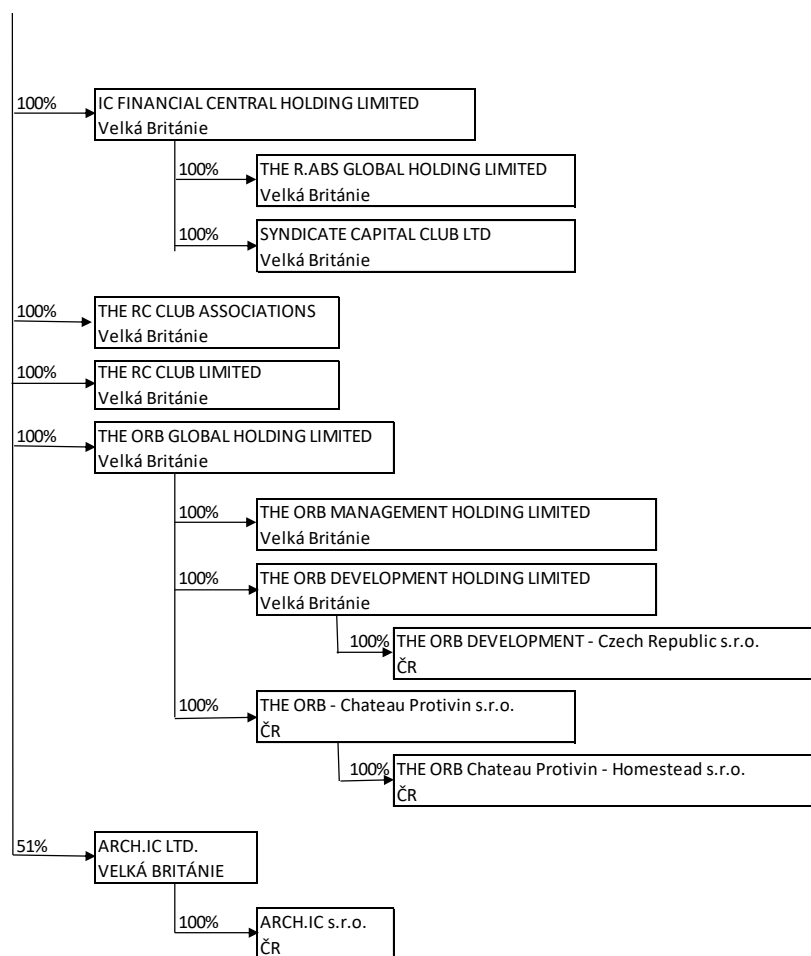 100%
IC FINANCIAL CENTRAL HOLDING LIMITED
Velká Británie
100%
THE R.ABS GLOBAL HOLDING LIMITED
Velká Británie
100%
SYNDICATE CAPITAL CLUB LTD
Velká Británie
100%
THE RC CLUB ASSOCIATIONS
Velká Británie
100%
THE RC CLUB LIMITED
Velká Británie
100%
THE ORB GLOBAL HOLDING LIMITED
Velká Británie
100%
THE ORB MANAGEMENT HOLDING LIMITED
Velká Británie
100%
THE ORB DEVELOPMENT HOLDING LIMITED
Velká Británie
100%
THE ORB DEVELOPMENT - Czech Republic s.r.o.
ČR
100%
THE ORB - Chateau Protivin s.r.o.
ČR
100%
THE ORB Chateau Protivin - Homestead s.r.o.
ČR
51%
ARCH.IC LTD.
VELKÁ BRITÁNIE
100%
ARCH.IC s.r.o.
ČR